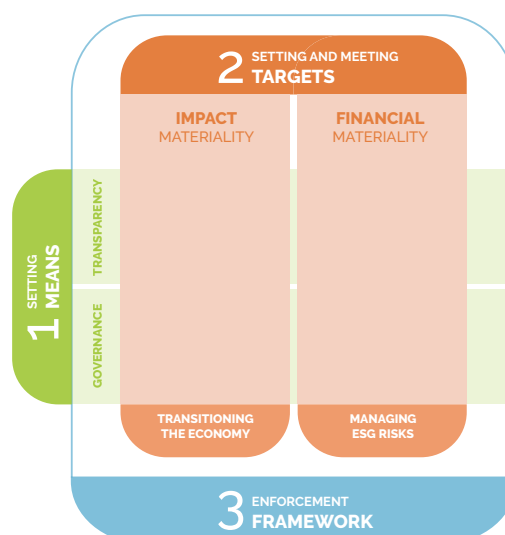 2 SETTING AND MEETING
TARGETS
IMPACT
MATERIALITY
FINANCIAL
MATERIALITY
1 SETTING
MEANS
TRANSPARENCY
GOVERNANCE
TRANSITIONING
THE ECONOMY
MANAGING
ESG RISKS
3 ENFORCEMENT
FRAMEWORK